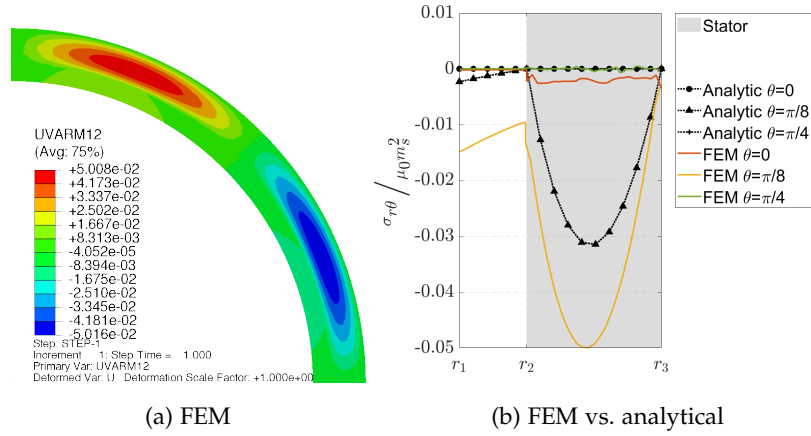 UVARM12
(Avg: 75%)
+5.008e-02
+4.173e-02
+3.337e-02
+2.502e-02
+1.667e-02
+8.313e-03
-4.052e-05
-8.394e-03
-1.675e-02
-2.510e-02
-3.345e-02
-4.181e-02
-5.016e-02
Step: STEP-1
Increment 1: Step Time = 1.000
Primary Var: UVARM12
Deformed Var: U Deformation Scale Factor: +1.000e+00
(a) FEM
0.01
0
-0.01
-0.02
-0.03
-0.04
-0.05
σrθ / μ0 m_s^2
r1
r2
r3
Stator
Analytic θ=0
Analytic θ=π/8
Analytic θ=π/4
FEM θ=0
FEM θ=π/8
FEM θ=π/4
(b) FEM vs. analytical